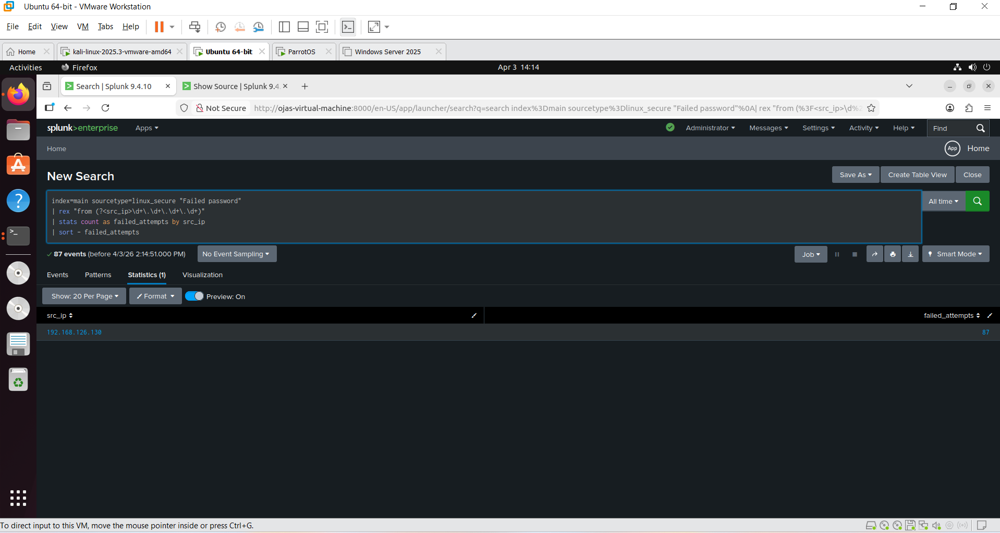 Ubuntu 64-bit - VMware Workstation
File Edit View VM Tabs Help
Home kali-linux-2025.3-vmware-amd64 Ubuntu 64-bit ParrotOS Windows Server 2025
Activities Firefox Apr 3 14:14
Search | Splunk 9.4.10 Show Source | Splunk 9.4.
Not Secure http://ojas-virtual-machine:8000/en-US/app/launcher/search?q=search index%3Dmain sourcetype%3Dlinux_secure "Failed password"%0A| rex "from (%3F<src_ip>\d%2
splunk>enterprise Apps Administrator Messages Settings Activity Help Find
Home App Home
New Search Save As Create Table View Close
index=main sourcetype=linux_secure "Failed password"
| rex "from (?<src_ip>\d+\.\d+\.\d+\.\d+)"
| stats count as failed_attempts by src_ip
| sort - failed_attempts
All time
87 events (before 4/3/26 2:14:51.000 PM) No Event Sampling Job Smart Mode
Events Patterns Statistics (1) Visualization
Show: 20 Per Page Format Preview: On
src_ip failed_attempts
192.168.126.130 87
To direct input to this VM, move the mouse pointer inside or press Ctrl+G.